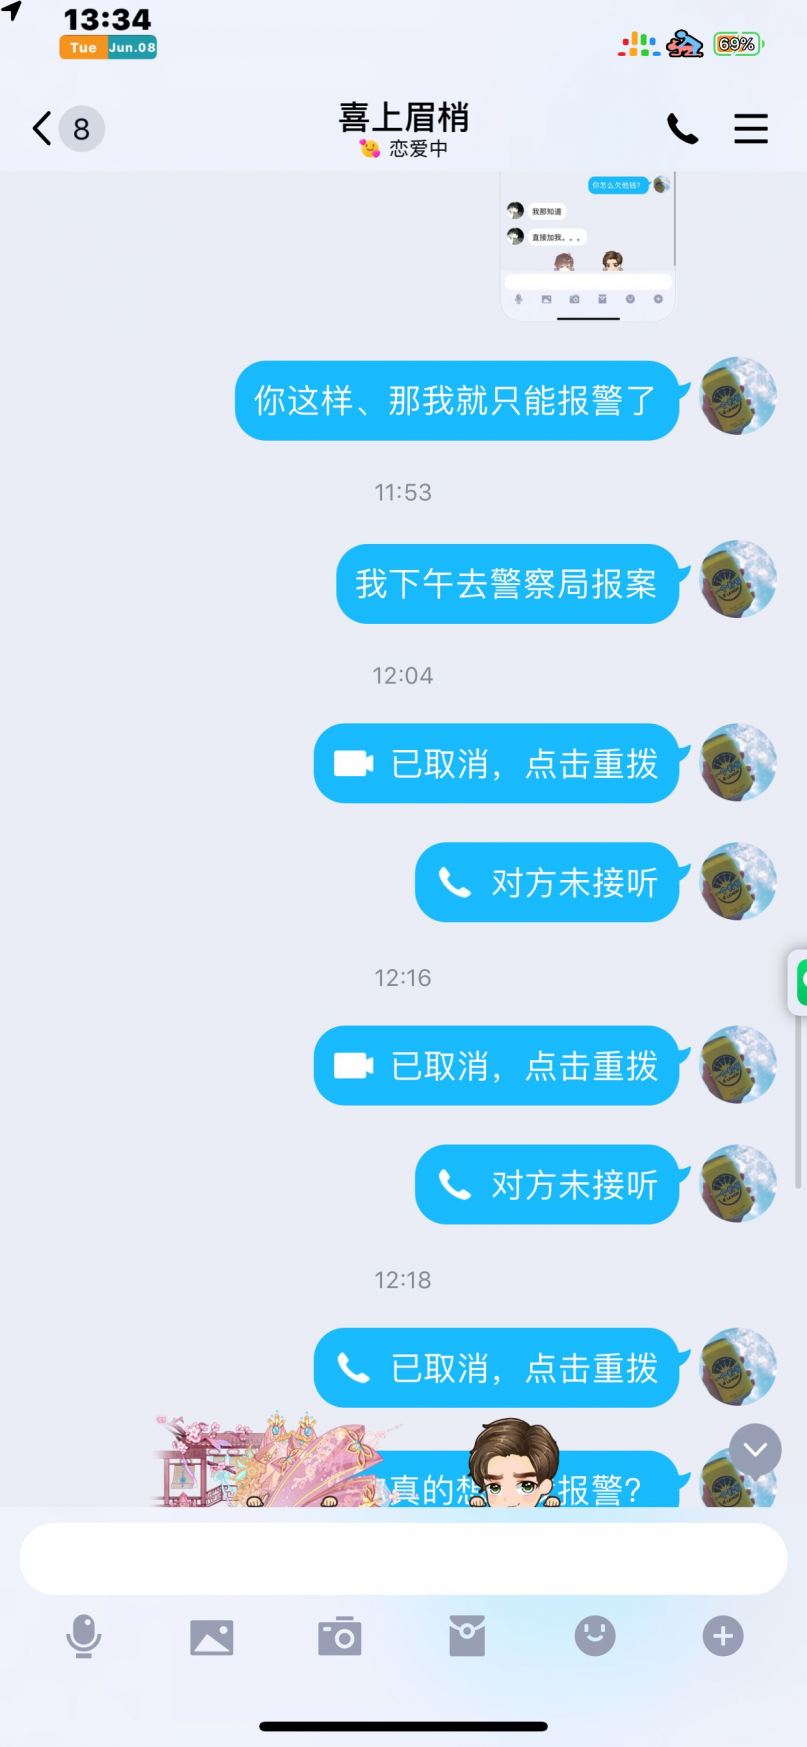 13:34
Tue Jun.08
69%
8
喜上眉梢
恋爱中
你怎么欠他钱?
我那知道
直接加我。。。
你这样、那我就只能报警了
11:53
我下午去警察局报案
12:04
已取消，点击重拨
对方未接听
12:16
已取消，点击重拨
对方未接听
12:18
已取消，点击重拨
真的想 报警?